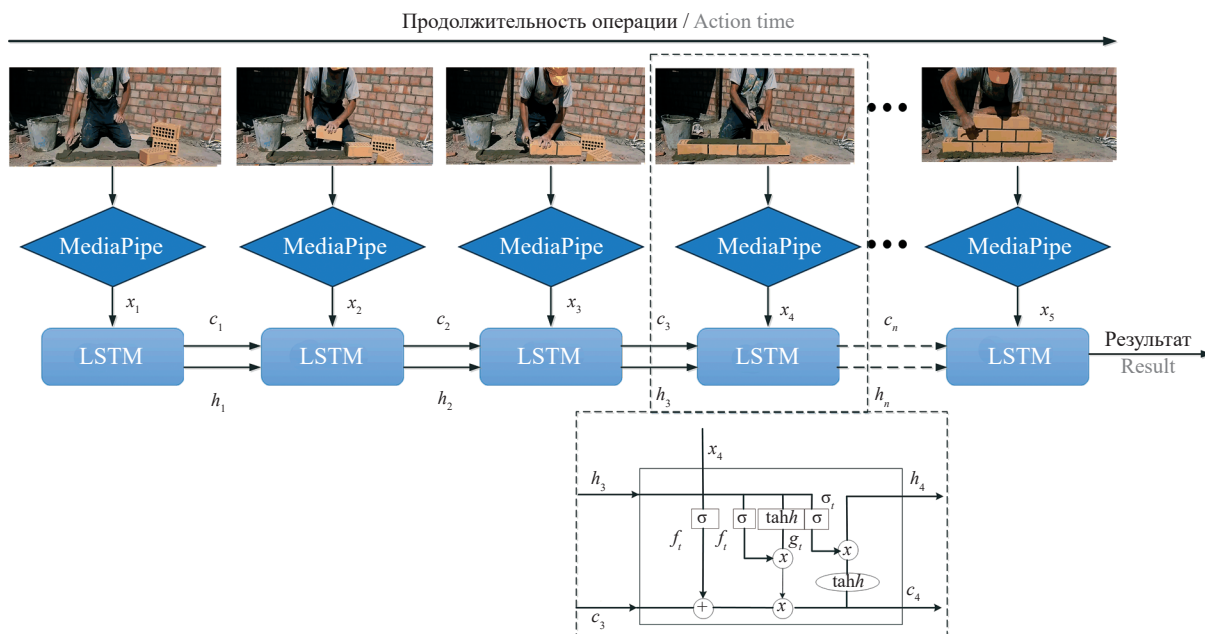 Продолжительность операции / Action time
MediaPipe MediaPipe MediaPipe MediaPipe MediaPipe
x1 x2 x3 x4 x5
c1 c2 c3 cn
LSTM LSTM LSTM LSTM LSTM
Результат
Result
h1 h2 h3 hn
x4
h3 h4
σt
σ σ tahh σ
ft ft gt x x
tahh
c3 + x c4